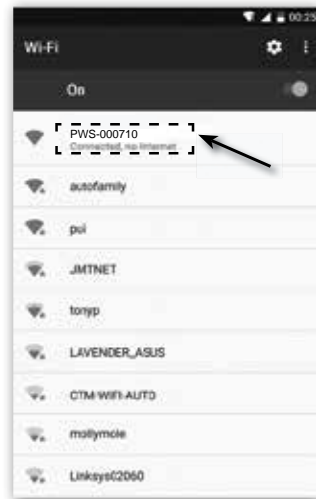 00:25
Wi-Fi
On
PWS-000710
Connected, no Internet
autofamily
pui
JMTNET
tonyp
LAVENDER_ASUS
CTM-WIFI-AUTO
mollymole
Linksys02060